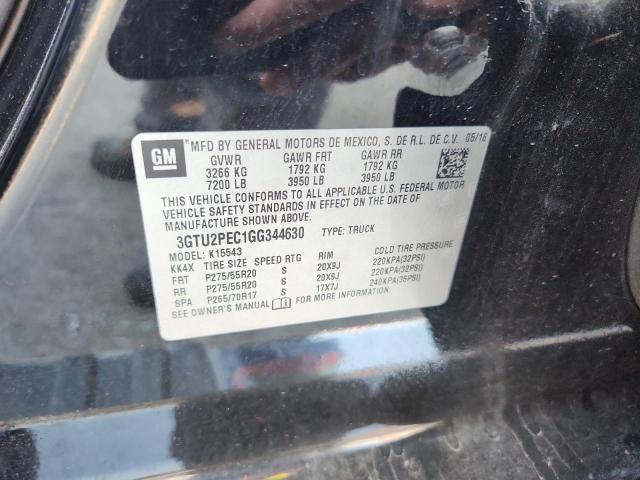 GM
MFD BY GENERAL MOTORS DE MEXICO, S. DE R.L. DE C.V. 05/16
GVWR GAWR FRT GAWR RR
3266 KG 1792 KG 1792 KG
7200 LB 3950 LB 3950 LB
THIS VEHICLE CONFORMS TO ALL APPLICABLE U.S. FEDERAL MOTOR
VEHICLE SAFETY STANDARDS IN EFFECT ON THE DATE OF
MANUFACTURE SHOWN ABOVE.
3GTU2PEC1GG344630 TYPE: TRUCK
MODEL: K15543
KK4X TIRE SIZE SPEED RTG RIM COLD TIRE PRESSURE
FRT P275/55R20 S 20X9J 220KPA(32PSI)
RR P275/55R20 S 20X9J 220KPA(32PSI)
SPA P265/70R17 S 17X7J 240KPA(35PSI)
SEE OWNER'S MANUAL FOR MORE INFORMATION.